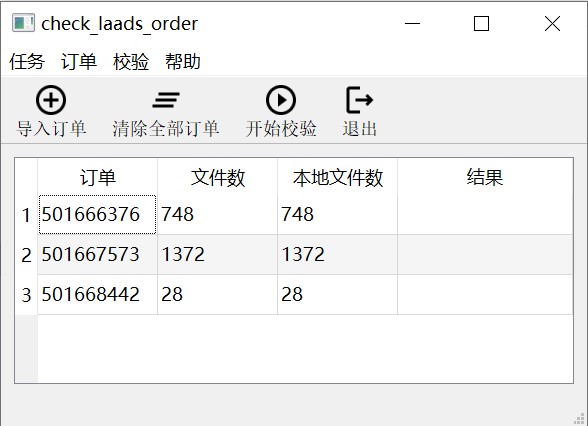 check_laads_order
任务 订单 校验 帮助
导入订单 清除全部订单 开始校验 退出
订单 文件数 本地文件数 结果
1 501666376 748 748
2 501667573 1372 1372
3 501668442 28 28